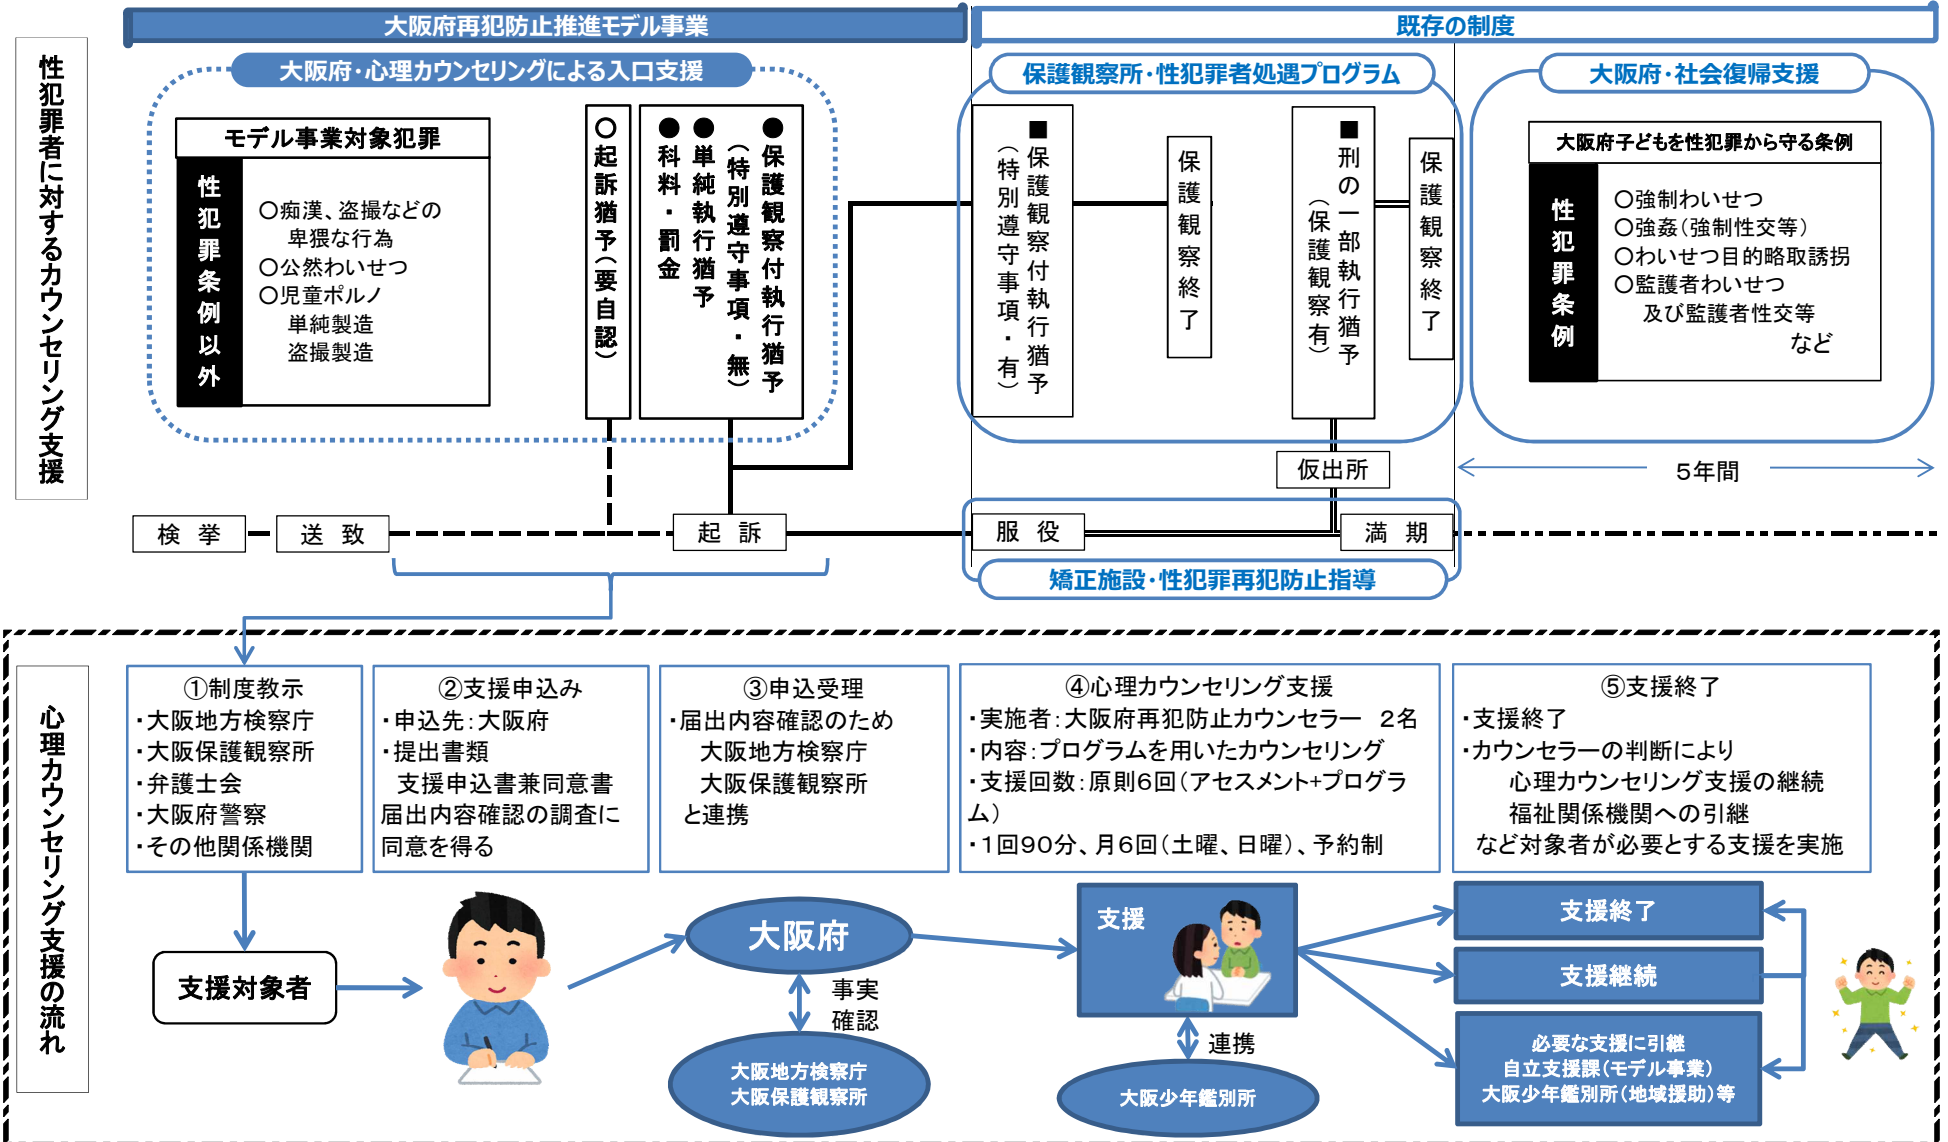 大阪府再犯防止推進モデル事業
既存の制度
性犯罪者に対するカウンセリング支援
大阪府・心理カウンセリングによる入口支援
モデル事業対象犯罪
性犯罪条例以外
○痴漢、盗撮などの
卑猥な行為
○公然わいせつ
○児童ポルノ
単純製造
盗撮製造
○起訴猶予（要自認）
●保護観察付執行猶予
（特別遵守事項・無）
●単純執行猶予
●科料・罰金
保護観察所・性犯罪者処遇プログラム
■保護観察付執行猶予
（特別遵守事項・有）
保護観察終了
■刑の一部執行猶予
（保護観察有）
保護観察終了
大阪府・社会復帰支援
大阪府子どもを性犯罪から守る条例
性犯罪条例
○強制わいせつ
○強姦（強制性交等）
○わいせつ目的略取誘拐
○監護者わいせつ
及び監護者性交等
など
仮出所
5年間
検挙
送致
起訴
服役
満期
矯正施設・性犯罪再犯防止指導
心理カウンセリング支援の流れ
①制度教示
・大阪地方検察庁
・大阪保護観察所
・弁護士会
・大阪府警察
・その他関係機関
②支援申込み
・申込先：大阪府
・提出書類
支援申込書兼同意書
届出内容確認の調査に
同意を得る
③申込受理
・届出内容確認のため
大阪地方検察庁
大阪保護観察所
と連携
④心理カウンセリング支援
・実施者：大阪府再犯防止カウンセラー　2名
・内容：プログラムを用いたカウンセリング
・支援回数：原則6回（アセスメント+プログラ
ム）
・1回90分、月6回（土曜、日曜）、予約制
⑤支援終了
・支援終了
・カウンセラーの判断により
心理カウンセリング支援の継続
福祉関係機関への引継
など対象者が必要とする支援を実施
支援対象者
大阪府
事実
確認
大阪地方検察庁
大阪保護観察所
支援
連携
大阪少年鑑別所
支援終了
支援継続
必要な支援に引継
自立支援課（モデル事業）
大阪少年鑑別所（地域援助）等